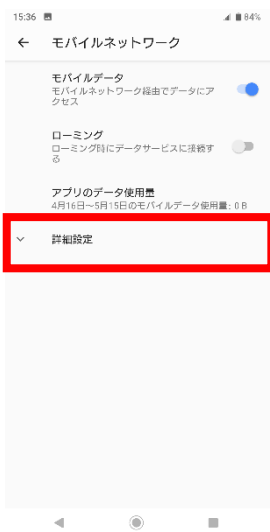 15:36 84%
モバイルネットワーク
モバイルデータ
モバイルネットワーク経由でデータにア
クセス
ローミング
ローミング時にデータサービスに接続す
る
アプリのデータ使用量
4月16日～5月15日のモバイルデータ使用量: 0 B
詳細設定